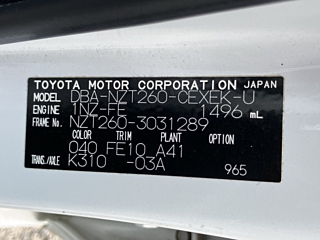 TOYOTA MOTOR CORPORATION JAPAN
MODEL DBA-NZT260-CEXEK-U
ENGINE 1NZ-FE 1496 mL
FRAME No. NZT260-3031289
COLOR TRIM PLANT OPTION
040 FE10 A41
TRANS./AXLE K310 -03A
965